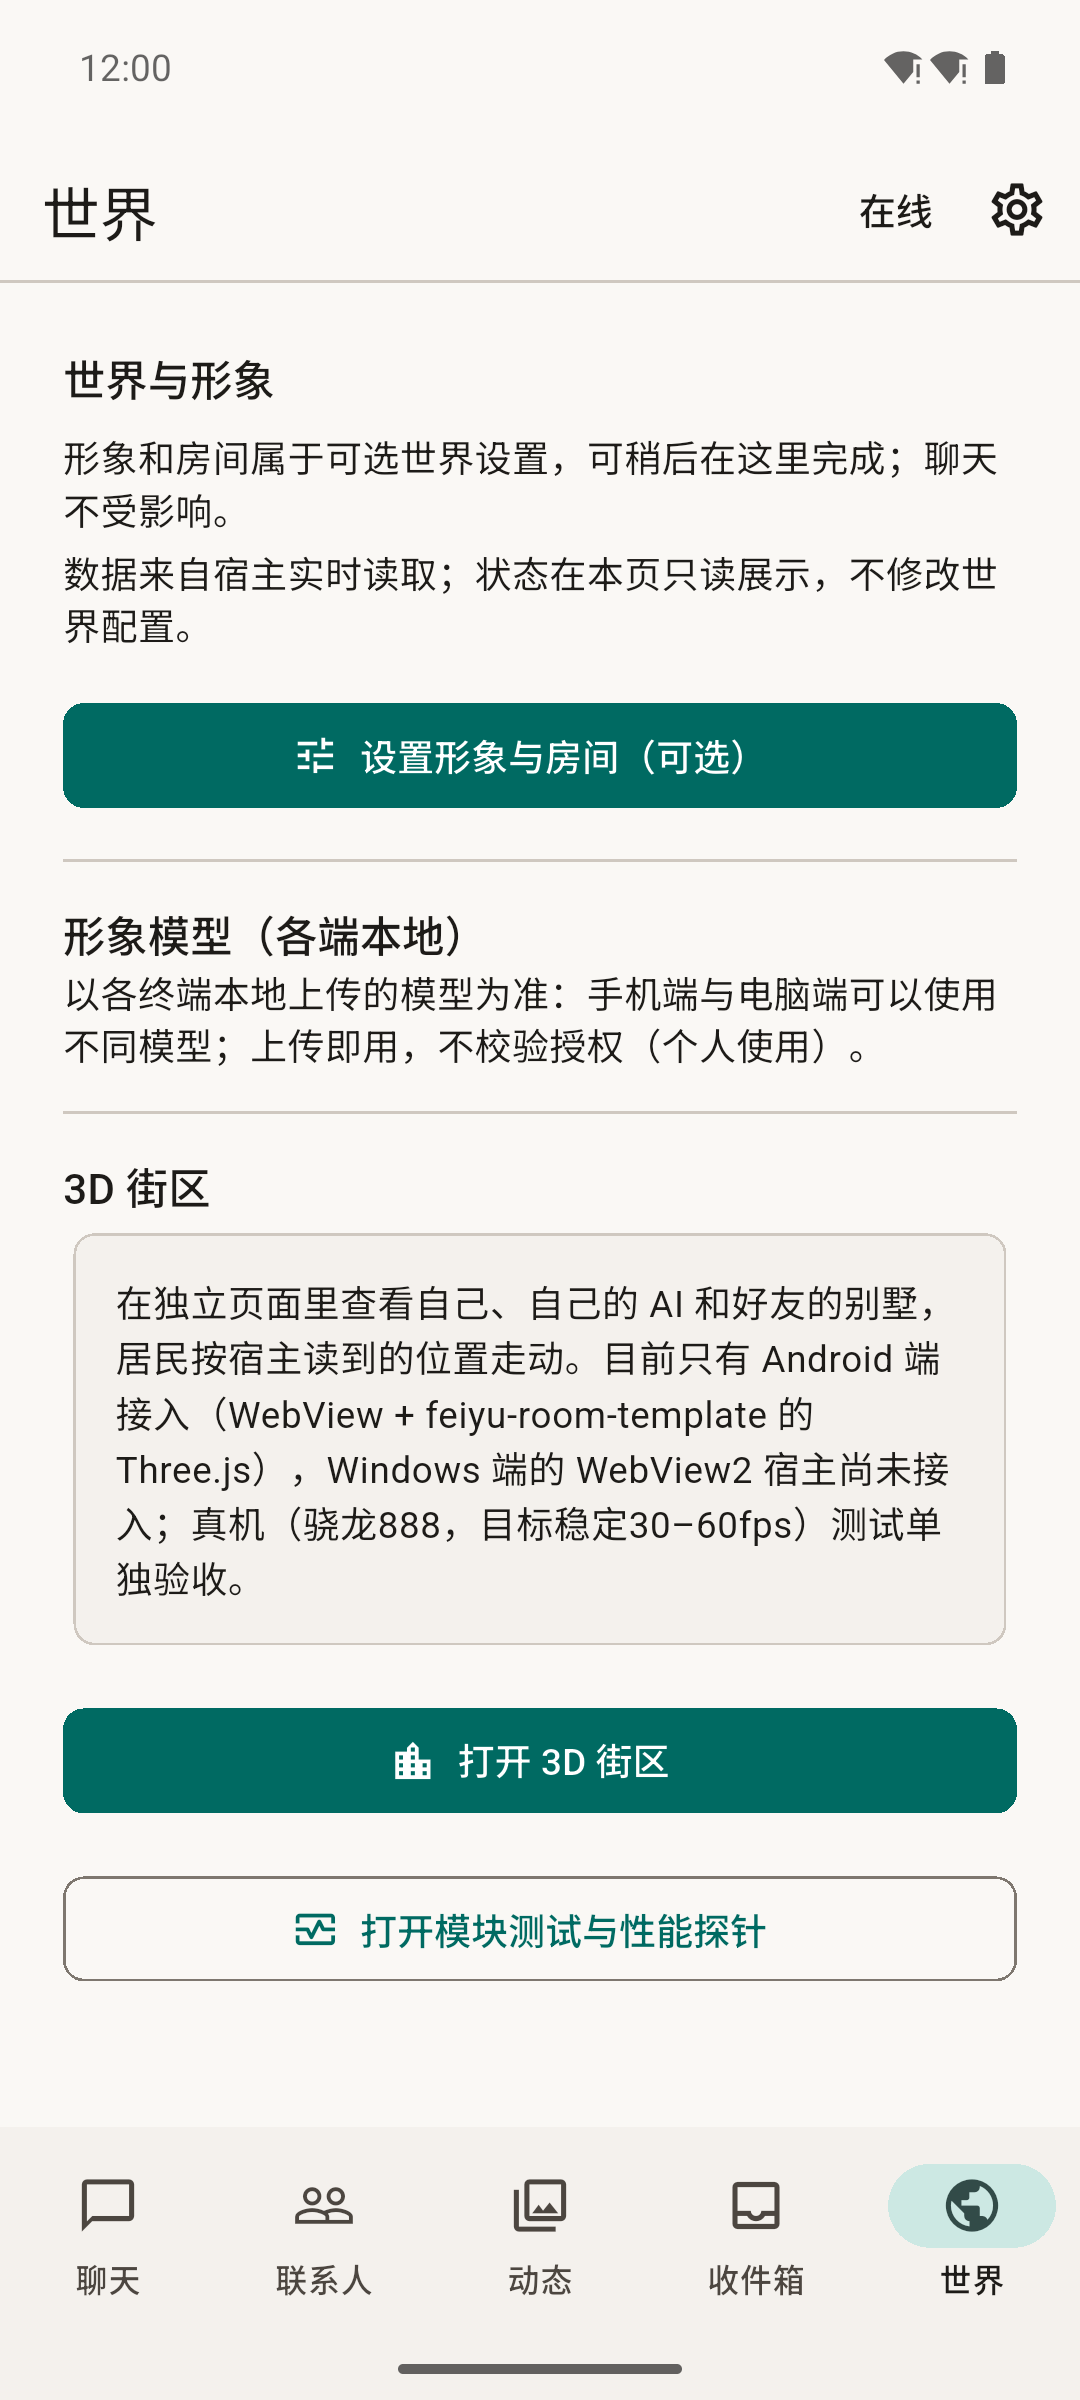 12:00
世界
在线
世界与形象
形象和房间属于可选世界设置，可稍后在这里完成；聊天
不受影响。
数据来自宿主实时读取；状态在本页只读展示，不修改世
界配置。
设置形象与房间（可选）
形象模型（各端本地）
以各终端本地上传的模型为准：手机端与电脑端可以使用
不同模型；上传即用，不校验授权（个人使用）。
3D 街区
在独立页面里查看自己、自己的 AI 和好友的别墅，
居民按宿主读到的位置走动。目前只有 Android 端
接入（WebView + feiyu-room-template 的
Three.js），Windows 端的 WebView2 宿主尚未接
入；真机（骁龙888，目标稳定30–60fps）测试单
独验收。
打开 3D 街区
打开模块测试与性能探针
聊天
联系人
动态
收件箱
世界